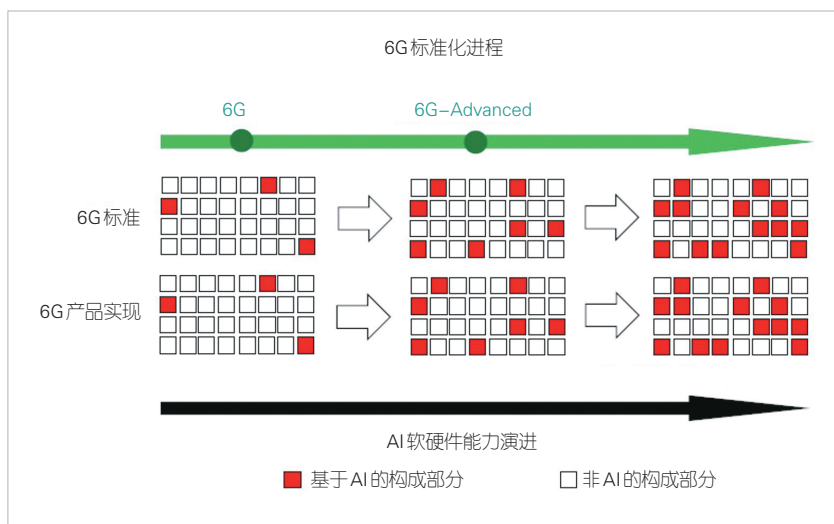 6G标准化进程
6G
6G-Advanced
6G标准
6G产品实现
AI软硬件能力演进
基于AI的构成部分
非AI的构成部分